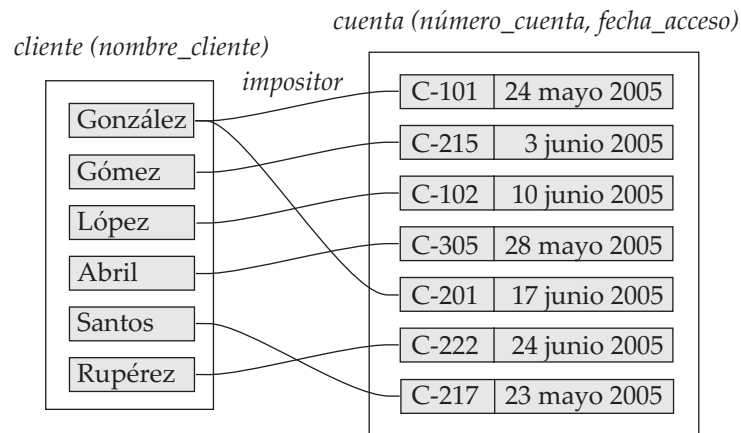 cuenta (número_cuenta, fecha_acceso)
cliente (nombre_cliente)
impositor
González
Gómez
López
Abril
Santos
Rupérez
C-101 24 mayo 2005
C-215 3 junio 2005
C-102 10 junio 2005
C-305 28 mayo 2005
C-201 17 junio 2005
C-222 24 junio 2005
C-217 23 mayo 2005